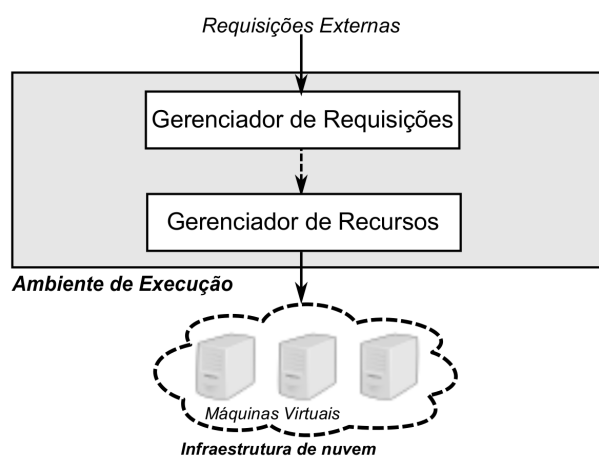 Requisições Externas
Gerenciador de Requisições
Gerenciador de Recursos
Ambiente de Execução
Máquinas Virtuais
Infraestrutura de nuvem